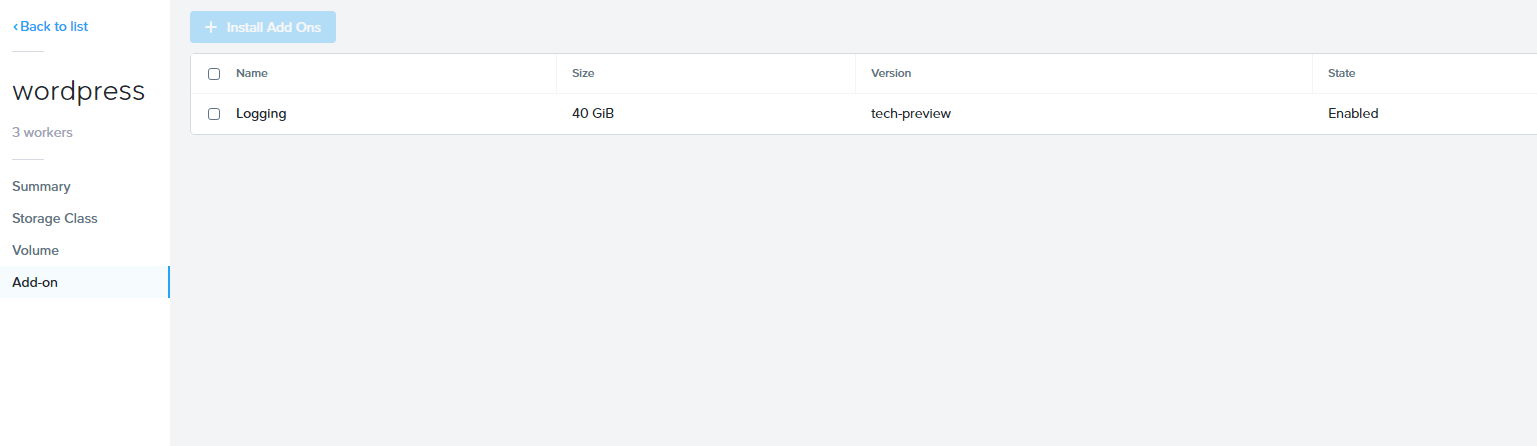 Back to list
Install Add Ons
wordpress
3 workers
Summary
Storage Class
Volume
Add-on
Name Size Version State
Logging 40 GiB tech-preview Enabled